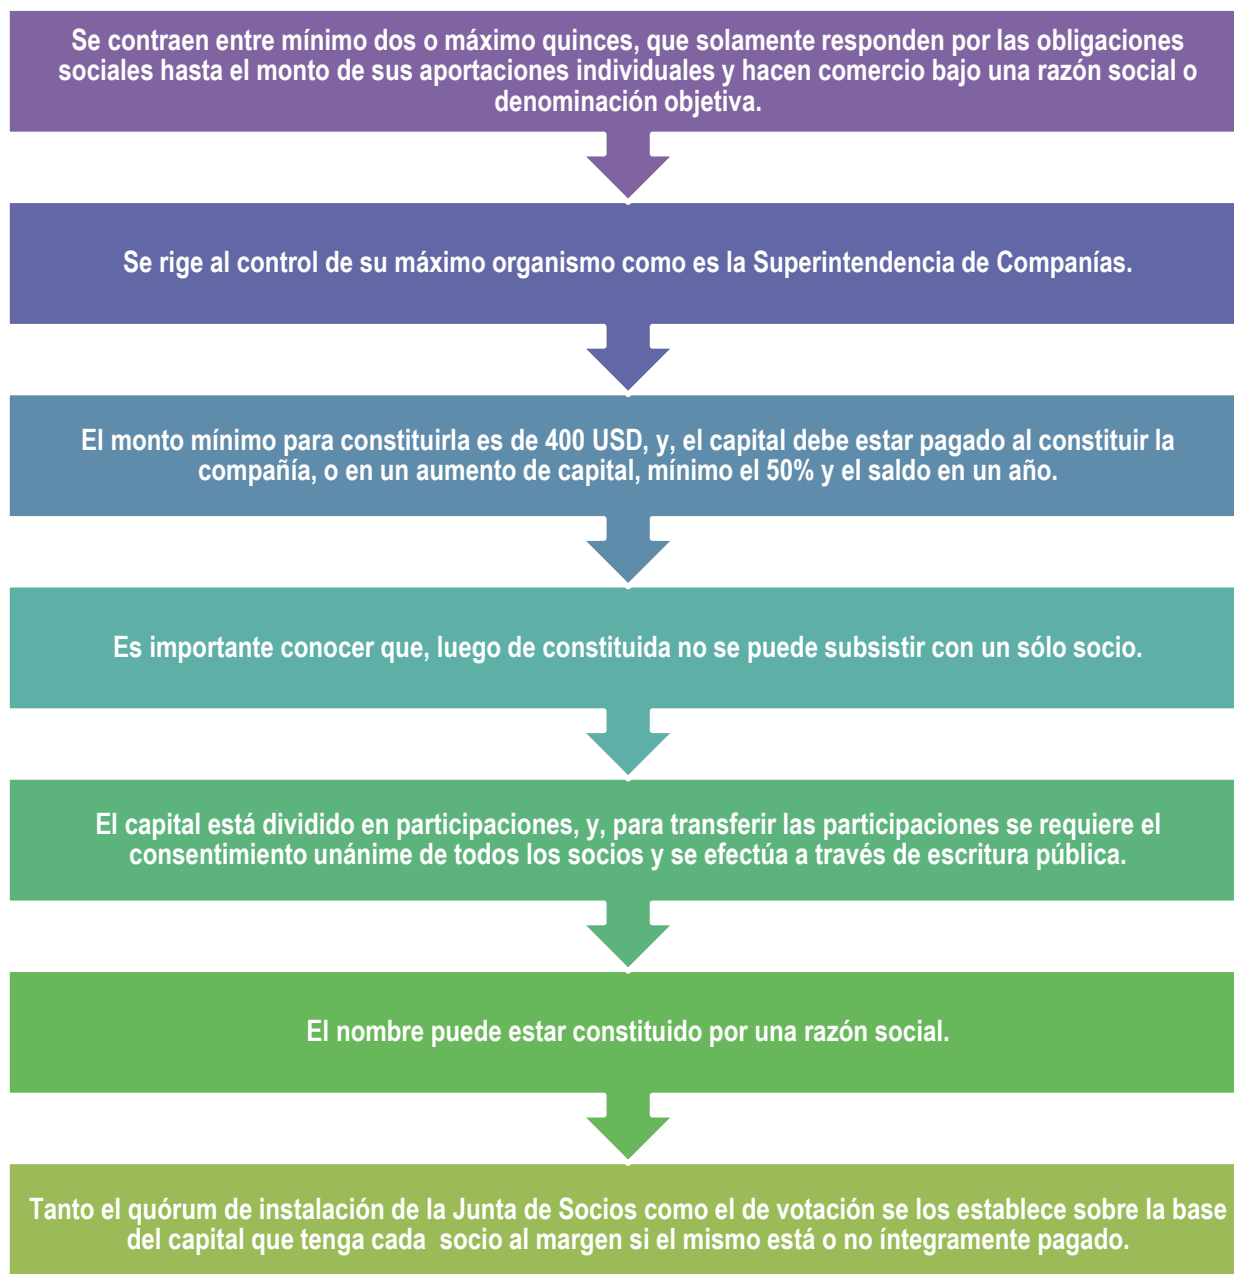 Se contraen entre mínimo dos o máximo quinces, que solamente responden por las obligaciones
sociales hasta el monto de sus aportaciones individuales y hacen comercio bajo una razón social o
denominación objetiva.
Se rige al control de su máximo organismo como es la Superintendencia de Companías.
El monto mínimo para constituirla es de 400 USD, y, el capital debe estar pagado al constituir la
compañía, o en un aumento de capital, mínimo el 50% y el saldo en un año.
Es importante conocer que, luego de constituida no se puede subsistir con un sólo socio.
El capital está dividido en participaciones, y, para transferir las participaciones se requiere el
consentimiento unánime de todos los socios y se efectúa a través de escritura pública.
El nombre puede estar constituido por una razón social.
Tanto el quórum de instalación de la Junta de Socios como el de votación se los establece sobre la base
del capital que tenga cada socio al margen si el mismo está o no íntegramente pagado.